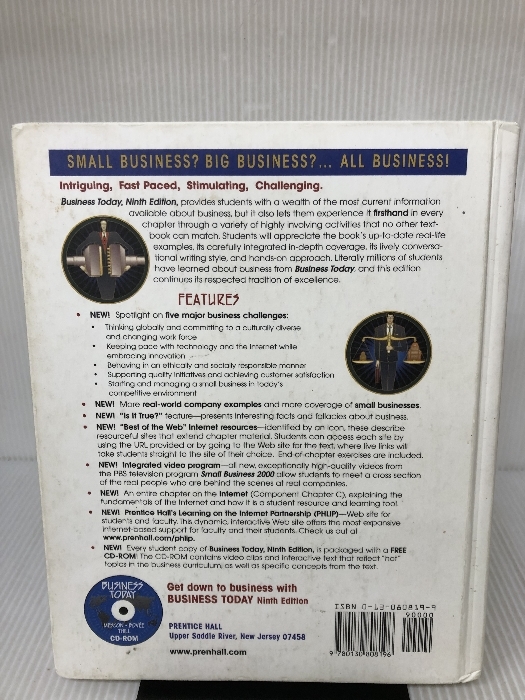 SMALL BUSINESS? BIG BUSINESS?... ALL BUSINESS!
Intriguing, Fast Paced, Stimulating, Challenging.
Business Today, Ninth Edition, provides students with a wealth of the most current information
available about business, but it also lets them experience it firsthand in every
chapter through a variety of highly involving activities that no other text-
book can match. Students will appreciate the book's up-to-date real-life
examples, its carefully integrated in-depth coverage, its lively conversa-
tional writing style, and hands-on approach. Literally millions of students
have learned about business from Business Today, and this edition
continues its respected tradition of excellence.
FEATURES
• NEW! Spotlight on five major business challenges:
• Thinking globally and committing to a culturally diverse
and changing work force
• Keeping pace with technology and the Internet while
embracing innovation
• Behaving in an ethically and socially responsible manner
• Supporting quality initiatives and achieving customer satisfaction
• Starting and managing a small business in today's
competitive environment
• NEW! More real-world company examples and more coverage of small businesses.
• NEW! "Is It True?" feature—presents interesting facts and fallacies about business.
• NEW! "Best of the Web" Internet resources—identified by an icon, these describe
resourceful sites that extend chapter material. Students can access each site by
using the URL provided or by going to the Web site for the text, where live links will
take students straight to the site of their choice. End-of-chapter exercises are included.
• NEW! Integrated video program—all new, exceptionally high-quality videos from
the PBS television program Small Business 2000 allow students to meet a cross section
of the real people who are behind the scenes at real companies.
• NEW! An entire chapter on the Internet (Component Chapter C), explaining the
fundamentals of the Internet and how it is a student resource and learning tool.
• NEW! Prentice Hall's Learning on the Internet Partnership (PHLIP)—Web site for
students and faculty. This dynamic, interactive Web site offers the most expansive
Internet-based support for faculty and their students. Check us out at
www.prenhall.com/phlip.
• NEW! Every student copy of Business Today, Ninth Edition, is packaged with a FREE
CD-ROM! The CD-ROM contains video clips and interactive text that reflect "hot"
topics in the business curriculum, as well as specific concepts from the text.
BUSINESS
TODAY
MESCON • BOVÉE
THILL
CD-ROM
Get down to business with
BUSINESS TODAY Ninth Edition
PRENTICE HALL
Upper Saddle River, New Jersey 07458
www.prenhall.com
ISBN 0-13-080819-9
90000
9 780130 808196